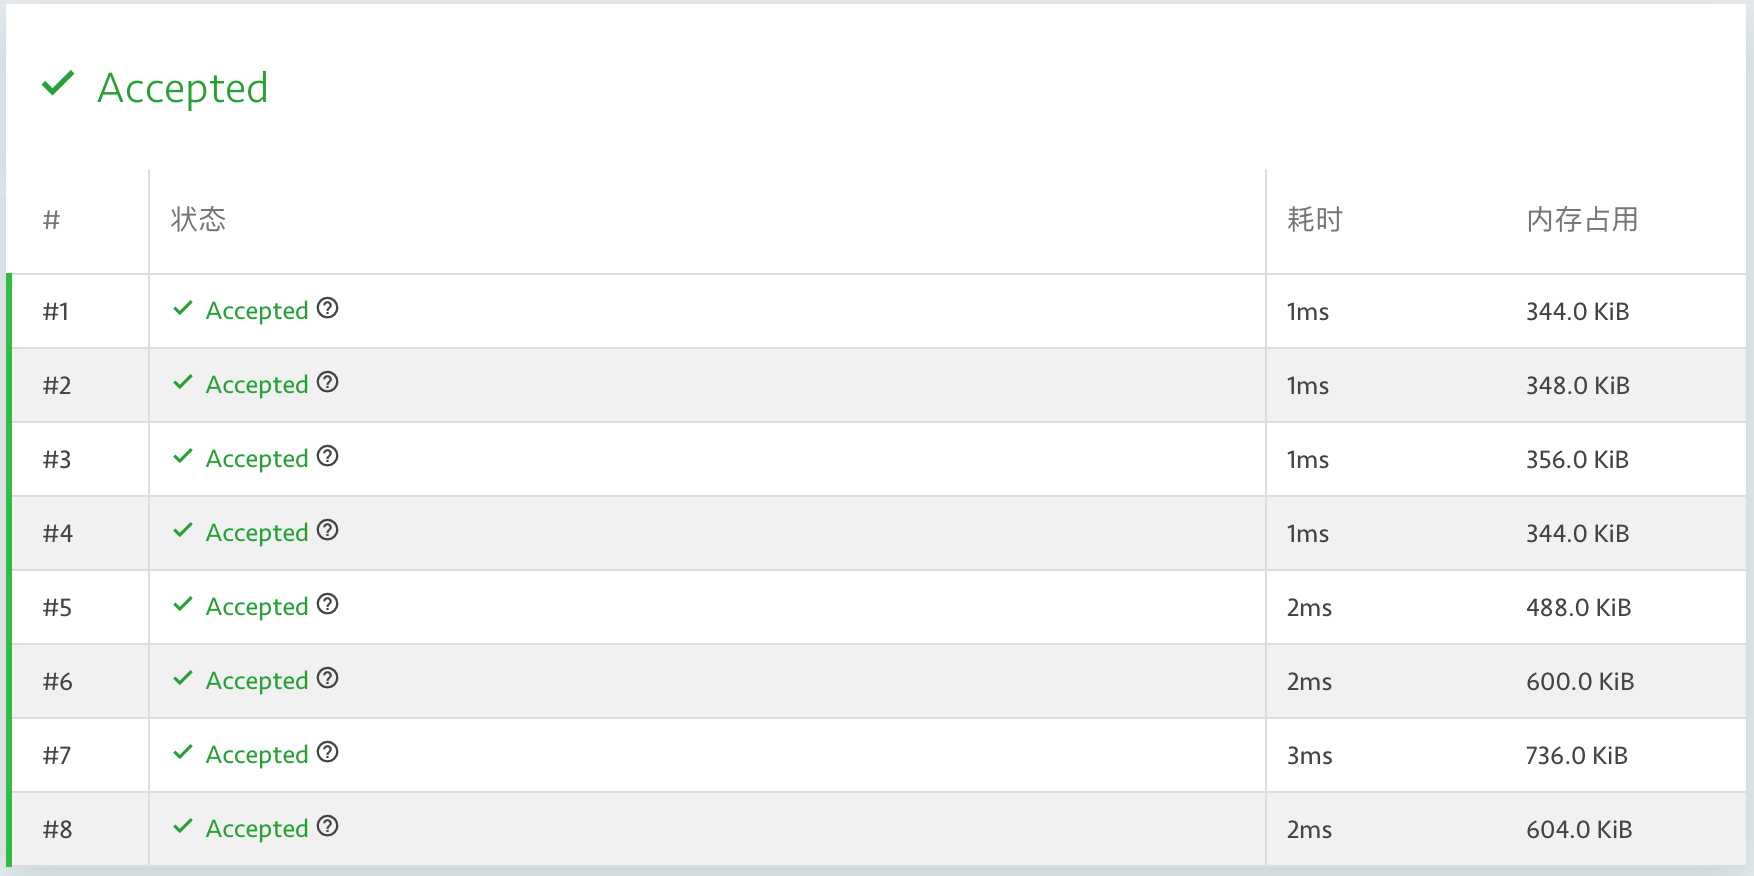 Accepted
# 状态 耗时 内存占用
#1 Accepted 1ms 344.0 KiB
#2 Accepted 1ms 348.0 KiB
#3 Accepted 1ms 356.0 KiB
#4 Accepted 1ms 344.0 KiB
#5 Accepted 2ms 488.0 KiB
#6 Accepted 2ms 600.0 KiB
#7 Accepted 3ms 736.0 KiB
#8 Accepted 2ms 604.0 KiB